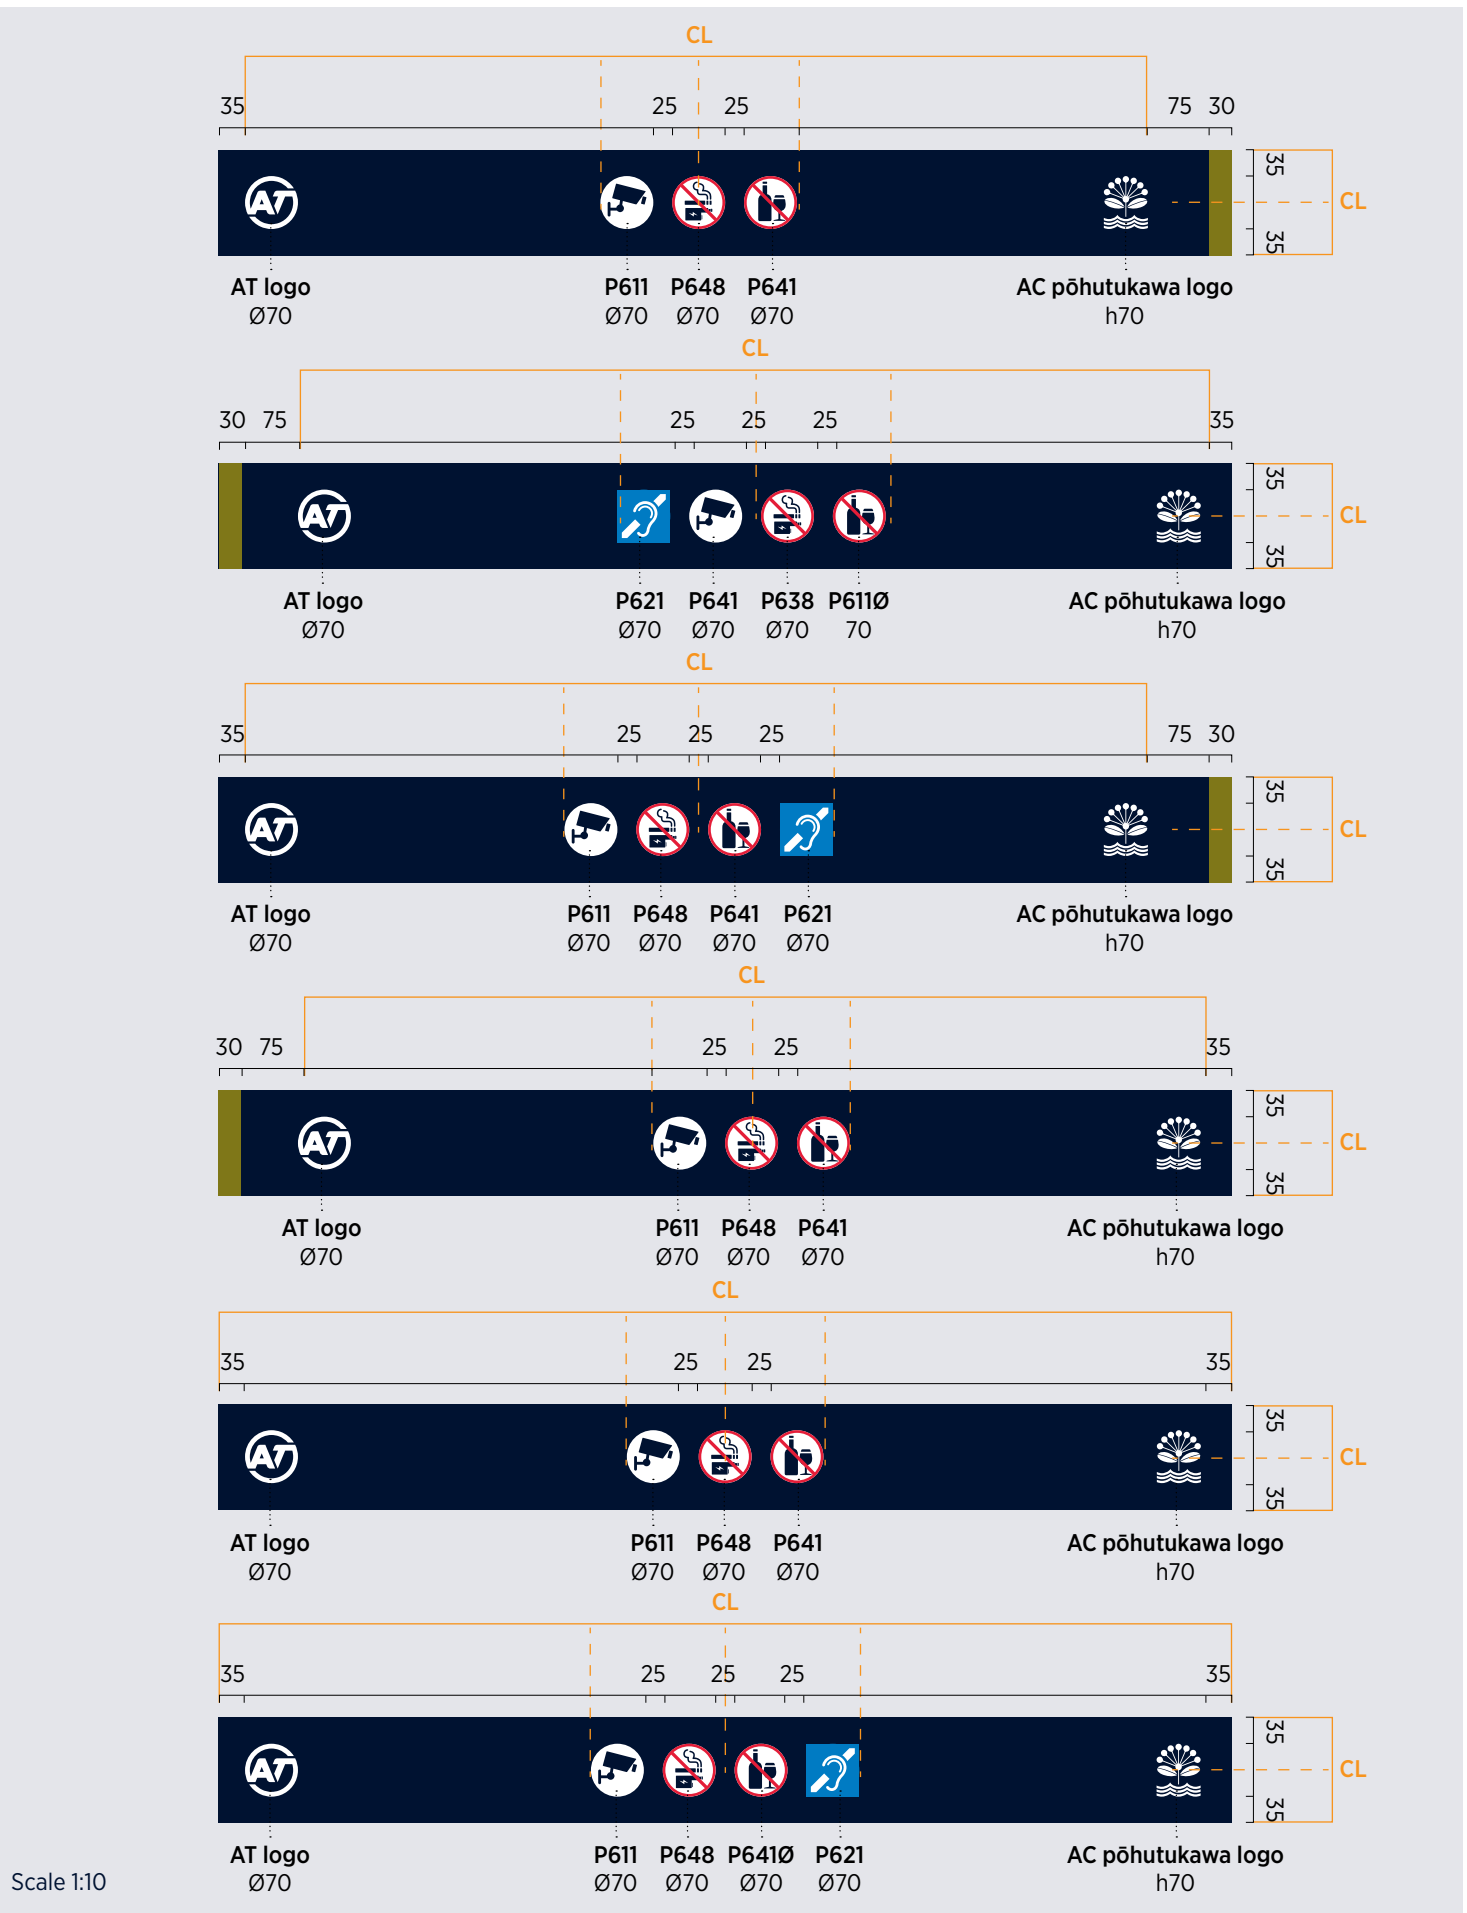 CL
35 25 25 75 30
35
AT
CL
35
AT logo P611 P648 P641 AC pōhutukawa logo
Ø70 Ø70 Ø70 Ø70 h70
CL
30 75 25 25 25 35
35
AT
CL
35
AT logo P621 P641 P638 P611Ø AC pōhutukawa logo
Ø70 Ø70 Ø70 Ø70 70 h70
CL
35 25 25 25 75 30
35
AT
CL
35
AT logo P611 P648 P641 P621 AC pōhutukawa logo
Ø70 Ø70 Ø70 Ø70 Ø70 h70
CL
30 75 25 25 35
35
AT
CL
35
AT logo P611 P648 P641 AC pōhutukawa logo
Ø70 Ø70 Ø70 Ø70 h70
CL
35 25 25 35
35
AT
CL
35
AT logo P611 P648 P641 AC pōhutukawa logo
Ø70 Ø70 Ø70 Ø70 h70
CL
35 25 25 25 35
35
AT
CL
35
AT logo P611 P648 P641Ø P621 AC pōhutukawa logo
Scale 1:10 Ø70 Ø70 Ø70 Ø70 Ø70 h70